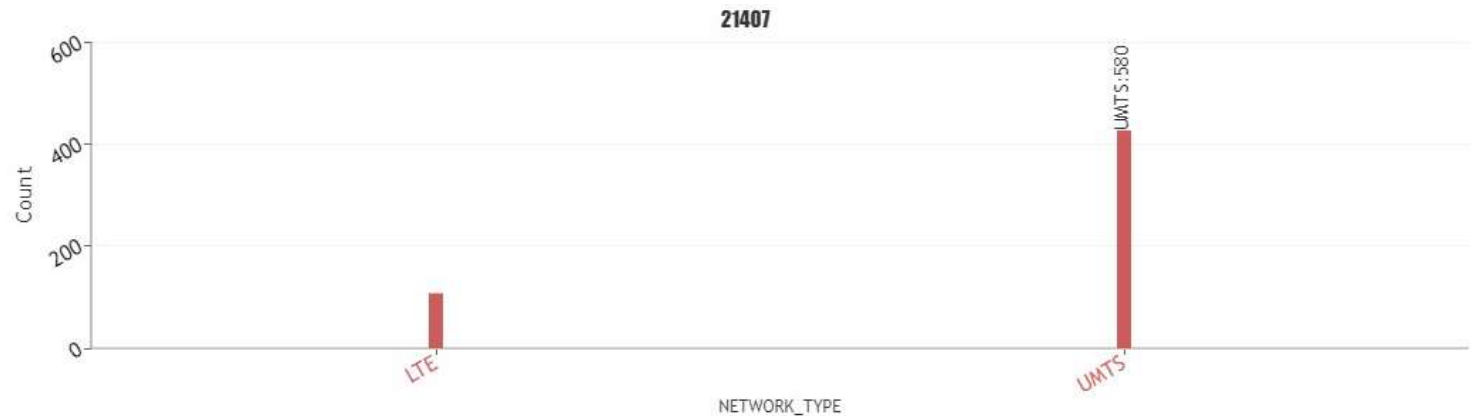 21407
600
400
200
0
Count
UMTS:580
LTE
UMTS
NETWORK_TYPE